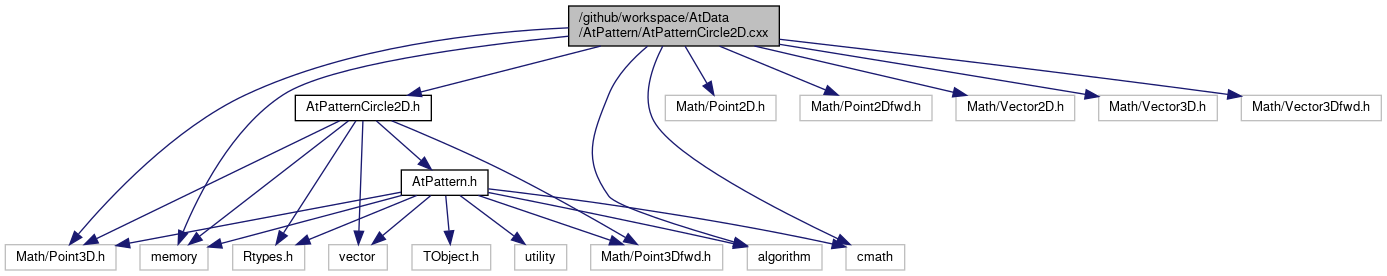 /github/workspace/AtData
/AtPattern/AtPatternCircle2D.cxx
AtPatternCircle2D.h
Math/Point2D.h
Math/Point2Dfwd.h
Math/Vector2D.h
Math/Vector3D.h
Math/Vector3Dfwd.h
AtPattern.h
Math/Point3D.h
memory
Rtypes.h
vector
TObject.h
utility
Math/Point3Dfwd.h
algorithm
cmath